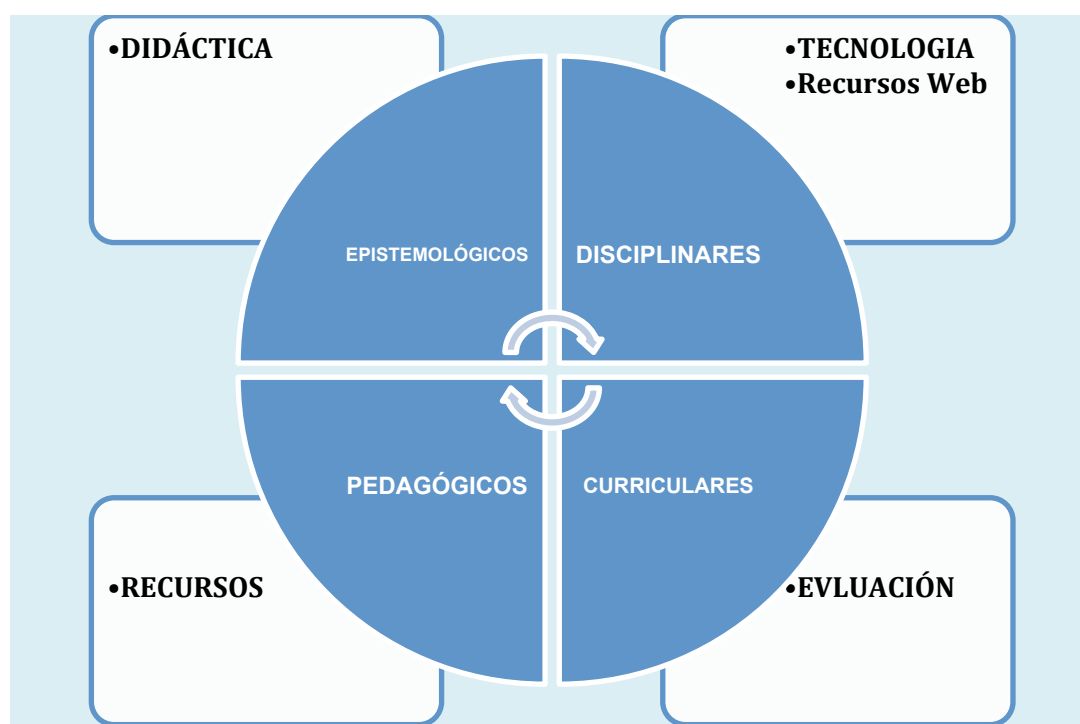 •DIDÁCTICA
•TECNOLOGIA
•Recursos Web
EPISTEMOLÓGICOS
DISCIPLINARES
PEDAGÓGICOS
CURRICULARES
•RECURSOS
•EVLUACIÓN